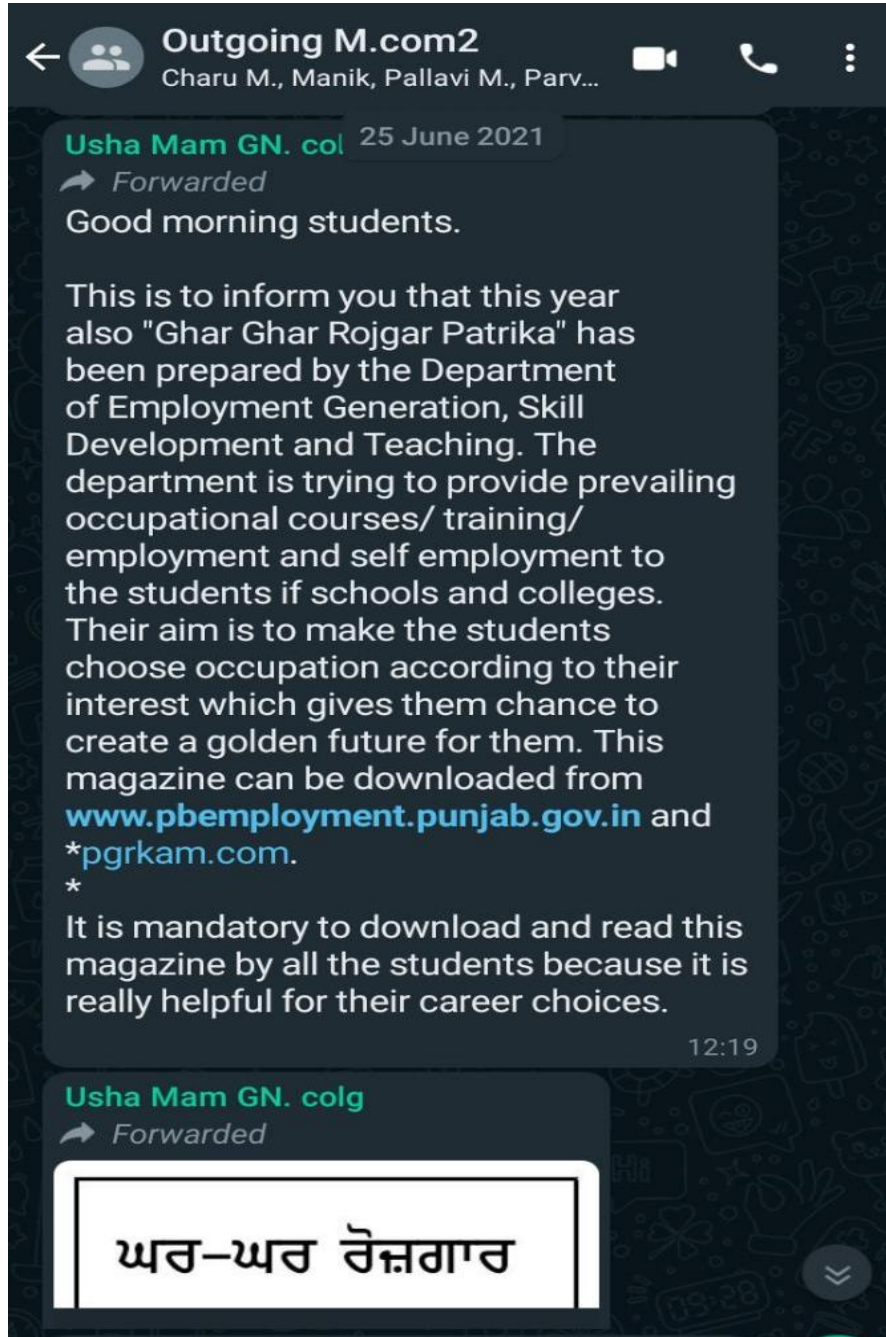 Outgoing M.com2
Charu M., Manik, Pallavi M., Parv...
25 June 2021
Usha Mam GN. col
Forwarded
Good morning students.
This is to inform you that this year
also "Ghar Ghar Rojgar Patrika" has
been prepared by the Department
of Employment Generation, Skill
Development and Teaching. The
department is trying to provide prevailing
occupational courses/ training/
employment and self employment to
the students if schools and colleges.
Their aim is to make the students
choose occupation according to their
interest which gives them chance to
create a golden future for them. This
magazine can be downloaded from
www.pbemployment.punjab.gov.in and
*pgrkam.com.
*
It is mandatory to download and read this
magazine by all the students because it is
really helpful for their career choices.
12:19
Usha Mam GN. colg
Forwarded
ਘਰ–ਘਰ ਰੋਜ਼ਗਾਰ